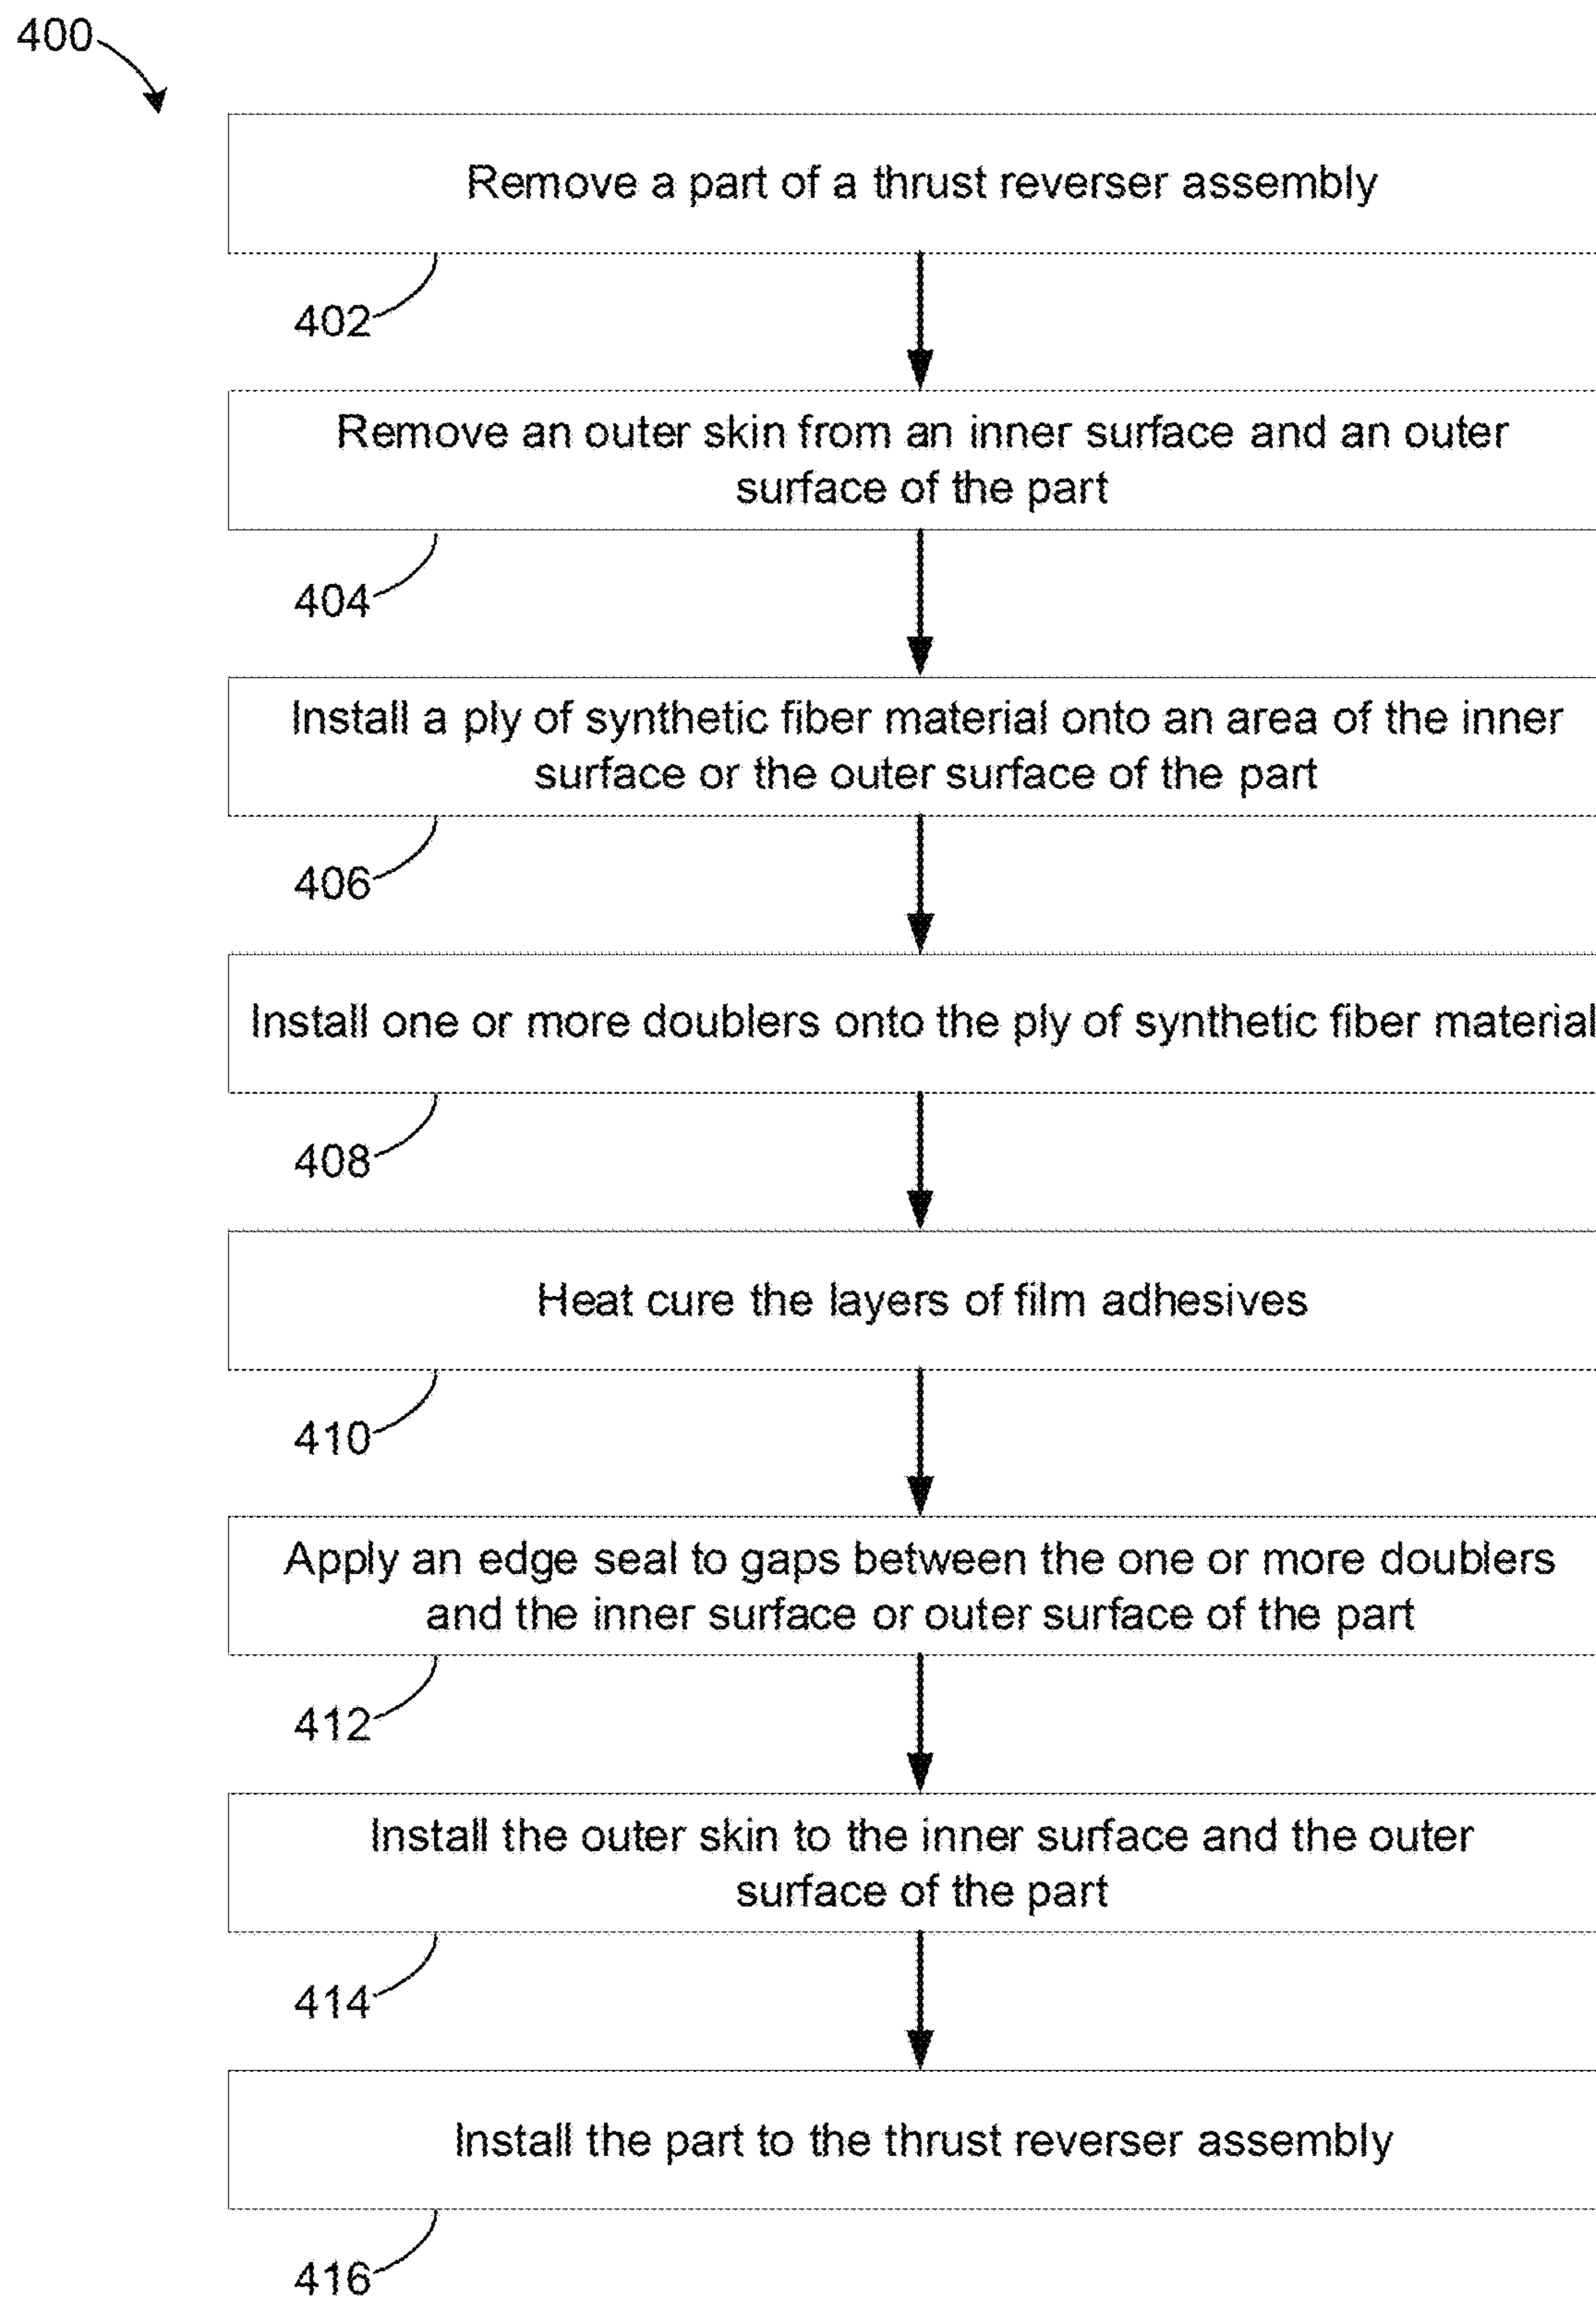 400
Remove a part of a thrust reverser assembly
402
Remove an outer skin from an inner surface and an outer
surface of the part
404
Install a ply of synthetic fiber material onto an area of the inner
surface or the outer surface of the part
406
Install one or more doublers onto the ply of synthetic fiber material
408
Heat cure the layers of film adhesives
410
Apply an edge seal to gaps between the one or more doublers
and the inner surface or outer surface of the part
412
Install the outer skin to the inner surface and the outer
surface of the part
414
Install the part to the thrust reverser assembly
416